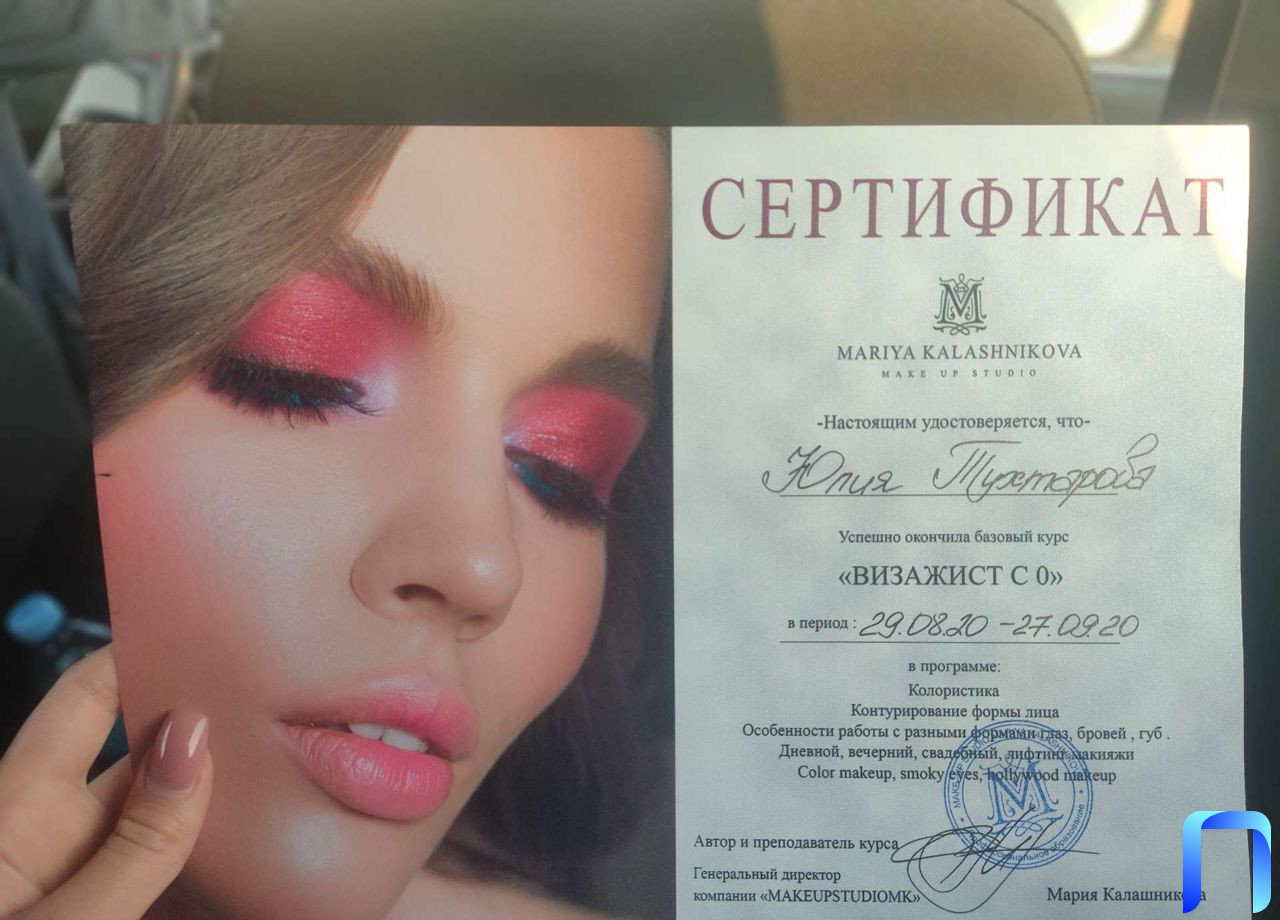 СЕРТИФИКАТ
M
MARIYA KALASHNIKOVA
MAKE UP STUDIO
-Настоящим удостоверяется, что-
Юлия Тухтарова
Успешно окончила базовый курс
«ВИЗАЖИСТ С 0»
в период : 29.08.20 – 27.09.20
в программе:
Колористика
Контурирование формы лица
Особенности работы с разными формами глаз, бровей , губ .
Дневной, вечерний, свадебный, лифтинг макияжи
Color makeup, smoky eyes, hollywood makeup
Автор и преподаватель курса
Генеральный директор
компании «MAKEUPSTUDIOMK»
Мария Калашникова